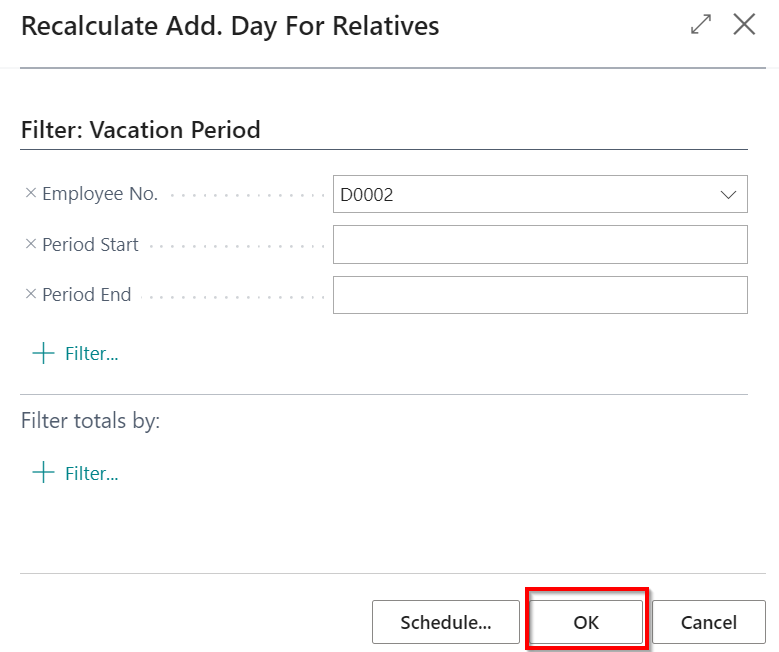 Recalculate Add. Day For Relatives
Filter: Vacation Period
Employee No.
D0002
Period Start
Period End
Filter...
Filter totals by:
Filter...
Schedule... OK Cancel